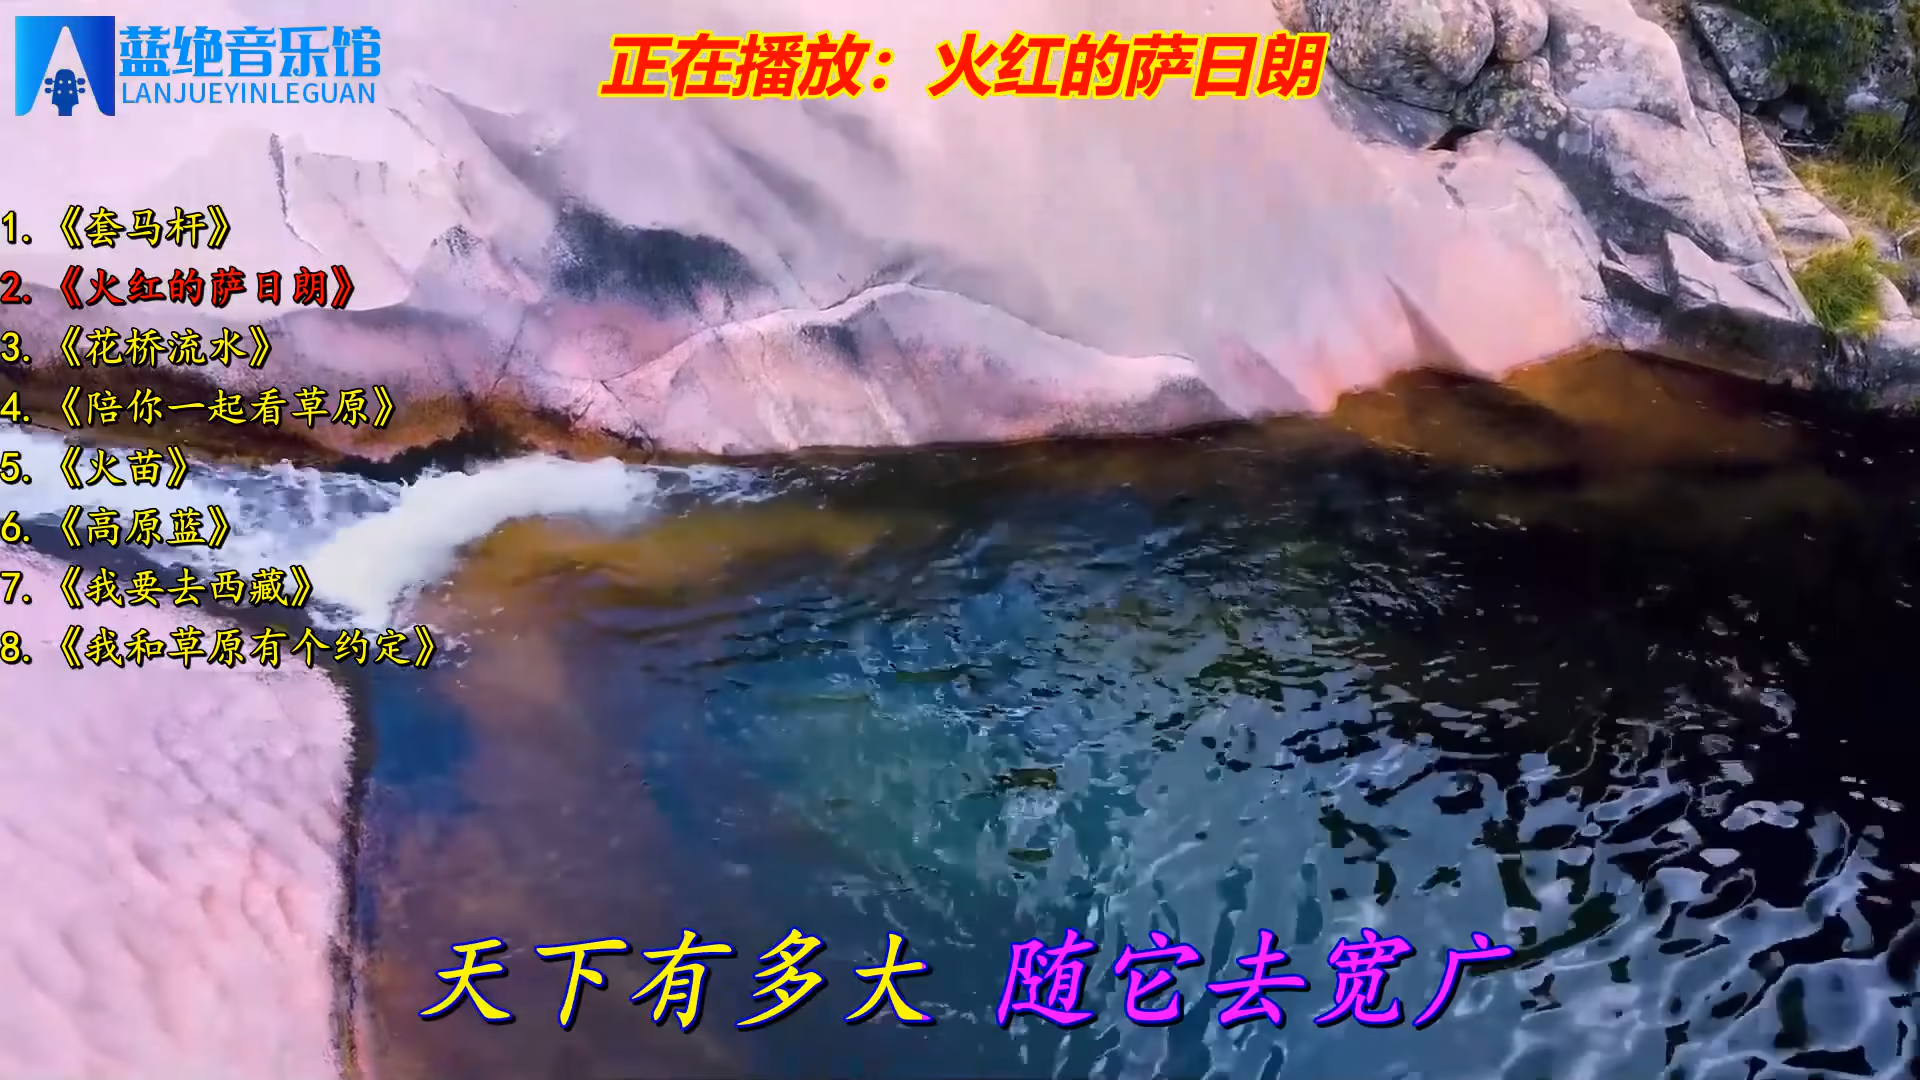 蓝绝音乐馆
LANJUEYINLEGUAN
正在播放：火红的萨日朗
1.《套马杆》
2.《火红的萨日朗》
3.《花桥流水》
4.《陪你一起看草原》
5.《火苗》
6.《高原蓝》
7.《我要去西藏》
8.《我和草原有个约定》
天下有多大 随它去宽广